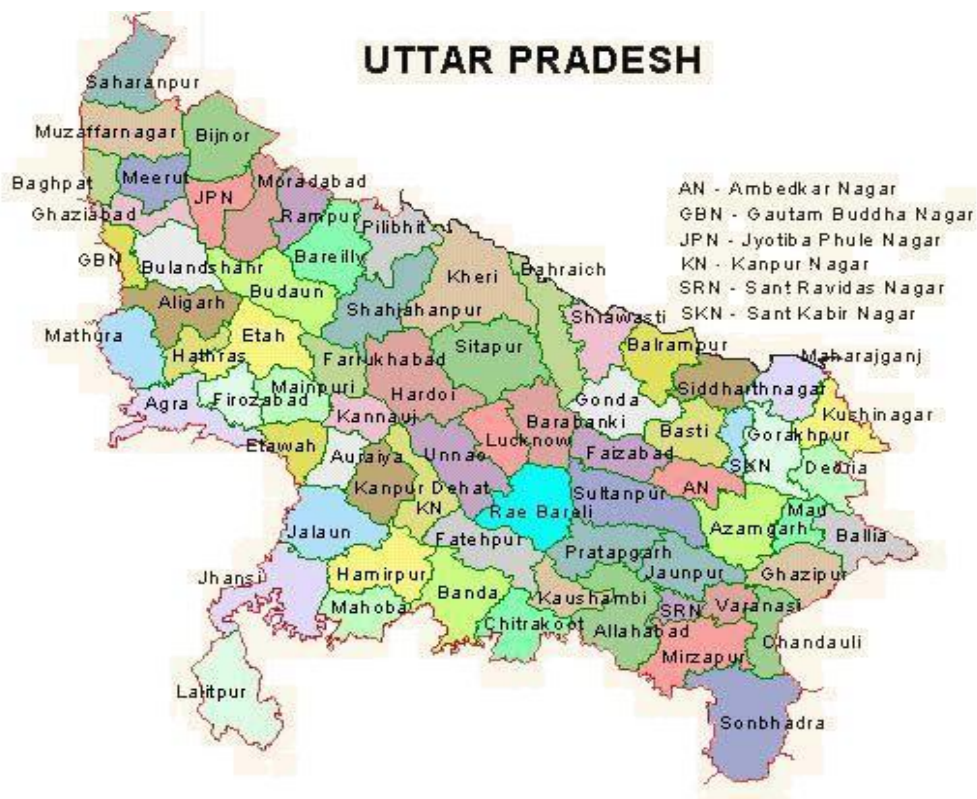 UTTAR PRADESH
Saharanpur
Muzaffarnagar
Bijnor
Baghpat
Meerut
Moradabad
JPN
Ghaziabad
Rampur
Pilibhit
GBN
Bulandshahr
Bareilly
Kheri
Bahraich
Budaun
Aligarh
Shahjahanpur
Shrawasti
Mathura
Etah
Hathras
Farrukhabad
Sitapur
Balrampur
Maharajganj
Siddharthnagar
Agra
Firozabad
Mainpuri
Hardoi
Gonda
Kushinagar
Kannauj
Barabanki
Basti
Gorakhpur
Etawah
Auraiya
Unnao
Lucknow
Faizabad
SKN
Deoria
Kanpur Dehat
KN
Rae Bareli
Sultanpur
AN
Mau
Azamgarh
Ballia
Jalaun
Fatehpur
Pratapgarh
Jaunpur
Ghazipur
Jhansi
Hamirpur
Banda
Kaushambi
Mahoba
SRN
Varanasi
Chitrakoot
Allahabad
Chandauli
Mirzapur
Lalitpur
Sonbhadra
AN - Ambedkar Nagar
GBN - Gautam Buddha Nagar
JPN - Jyotiba Phule Nagar
KN - Kanpur Nagar
SRN - Sant Ravidas Nagar
SKN - Sant Kabir Nagar